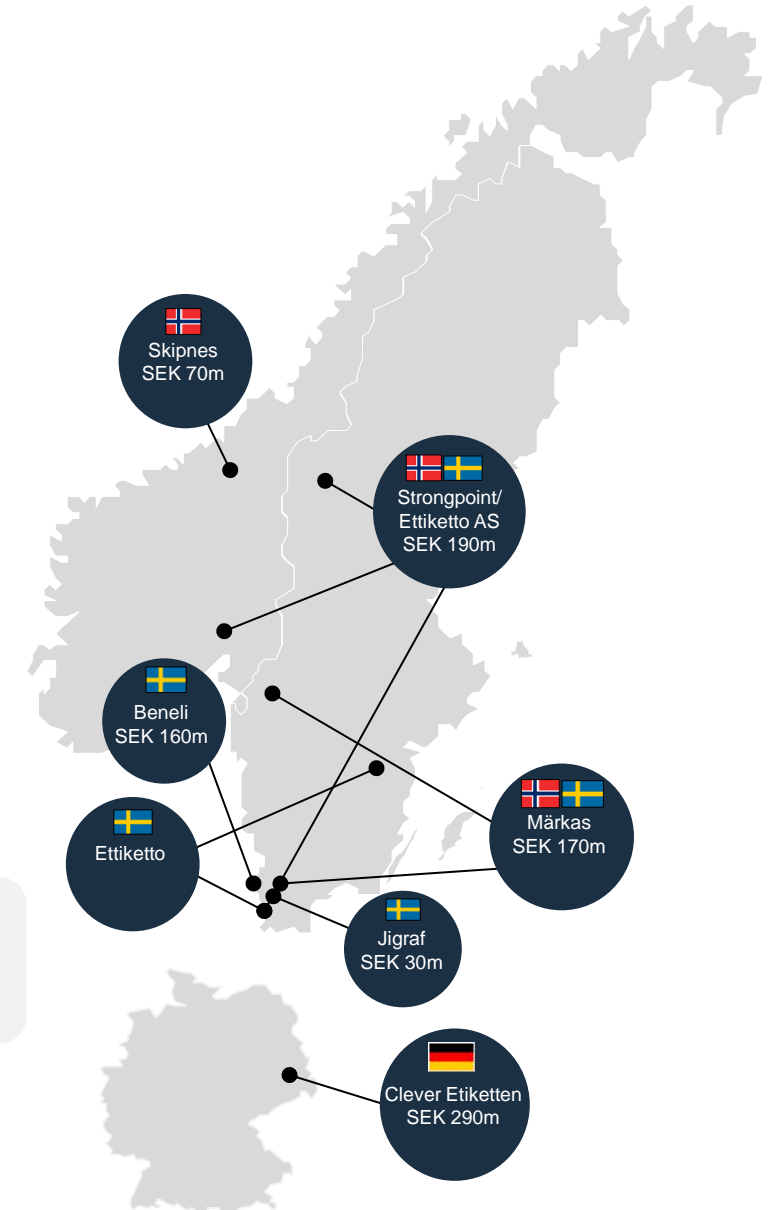 Skipnes
SEK 70m
Strongpoint/
Ettiketto AS
SEK 190m
Beneli
SEK 160m
Märkas
SEK 170m
Ettiketto
Jigraf
SEK 30m
Clever Etiketten
SEK 290m